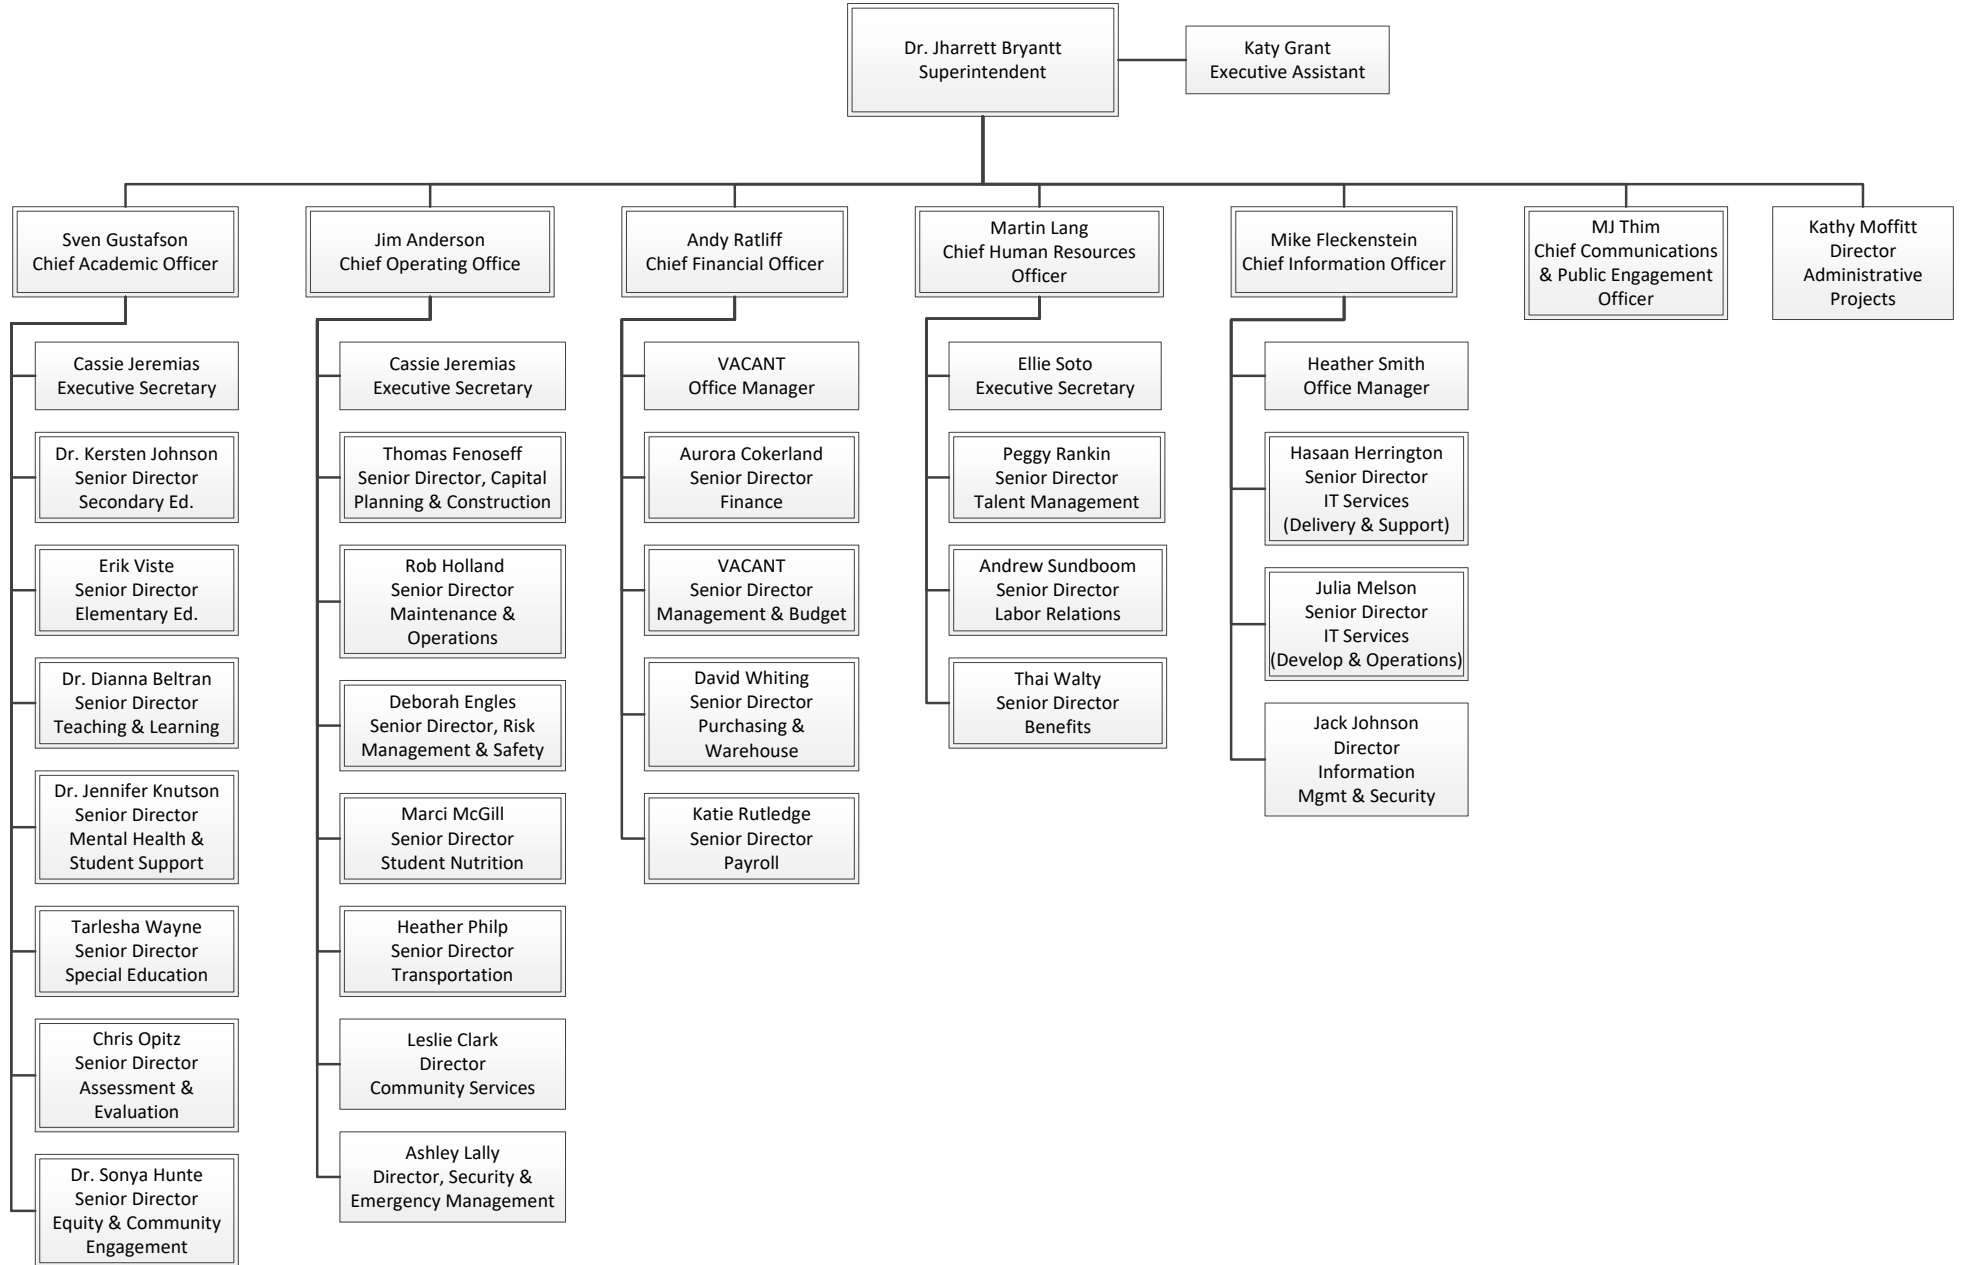 Dr. Jharrett Bryantt
Superintendent
Katy Grant
Executive Assistant
Sven Gustafson
Chief Academic Officer
Jim Anderson
Chief Operating Office
Andy Ratliff
Chief Financial Officer
Martin Lang
Chief Human Resources
Officer
Mike Fleckenstein
Chief Information Officer
MJ Thim
Chief Communications
& Public Engagement
Officer
Kathy Moffitt
Director
Administrative
Projects
Cassie Jeremias
Executive Secretary
Dr. Kersten Johnson
Senior Director
Secondary Ed.
Erik Viste
Senior Director
Elementary Ed.
Dr. Dianna Beltran
Senior Director
Teaching & Learning
Dr. Jennifer Knutson
Senior Director
Mental Health &
Student Support
Tarlesha Wayne
Senior Director
Special Education
Chris Opitz
Senior Director
Assessment &
Evaluation
Dr. Sonya Hunte
Senior Director
Equity & Community
Engagement
Cassie Jeremias
Executive Secretary
Thomas Fenoseff
Senior Director, Capital
Planning & Construction
Rob Holland
Senior Director
Maintenance &
Operations
Deborah Engles
Senior Director, Risk
Management & Safety
Marci McGill
Senior Director
Student Nutrition
Heather Philp
Senior Director
Transportation
Leslie Clark
Director
Community Services
Ashley Lally
Director, Security &
Emergency Management
VACANT
Office Manager
Aurora Cokerland
Senior Director
Finance
VACANT
Senior Director
Management & Budget
David Whiting
Senior Director
Purchasing &
Warehouse
Katie Rutledge
Senior Director
Payroll
Ellie Soto
Executive Secretary
Peggy Rankin
Senior Director
Talent Management
Andrew Sundboom
Senior Director
Labor Relations
Thai Walty
Senior Director
Benefits
Heather Smith
Office Manager
Hasaan Herrington
Senior Director
IT Services
(Delivery & Support)
Julia Melson
Senior Director
IT Services
(Develop & Operations)
Jack Johnson
Director
Information
Mgmt & Security